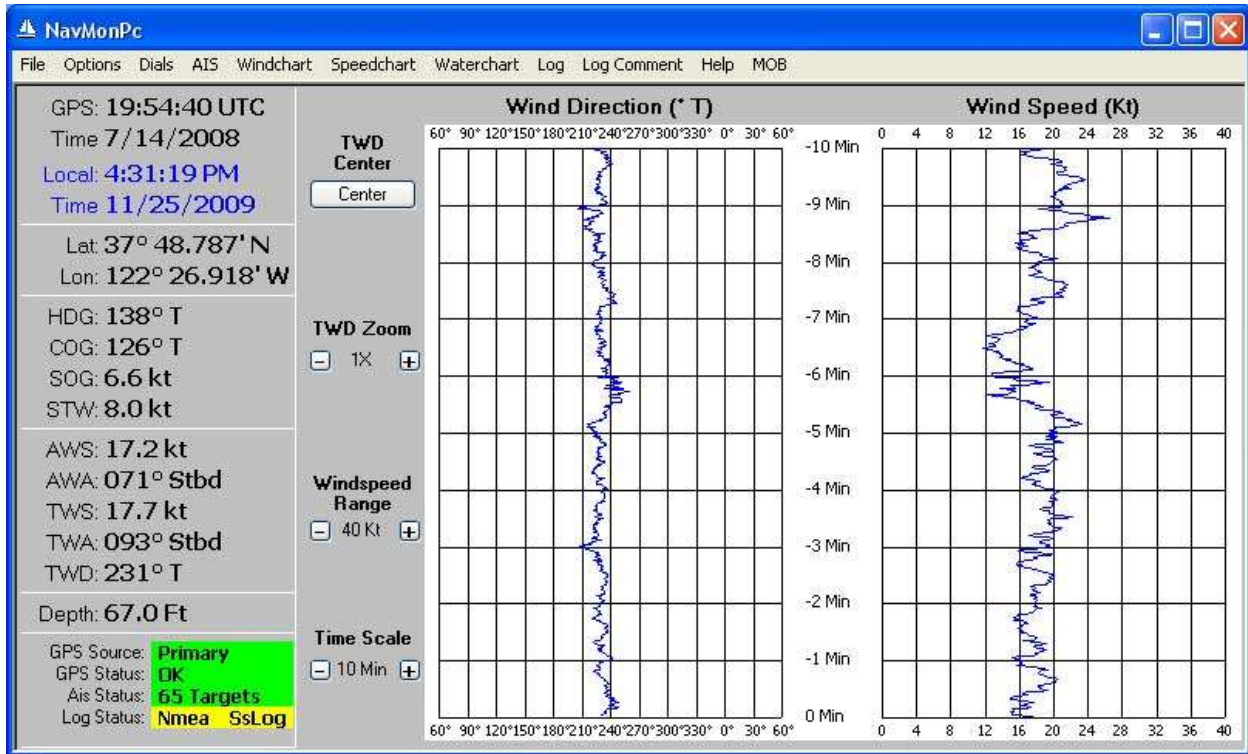 NavMonPc
File Options Dials AIS Windchart Speedchart Waterchart Log Log Comment Help MOB
GPS: 19:54:40 UTC
Time 7/14/2008
Local: 4:31:19 PM
Time 11/25/2009
Lat: 37° 48.787' N
Lon: 122° 26.918' W
HDG: 138° T
COG: 126° T
SOG: 6.6 kt
STW: 8.0 kt
AWS: 17.2 kt
AWA: 071° Stbd
TWS: 17.7 kt
TWA: 093° Stbd
TWD: 231° T
Depth: 67.0 Ft
GPS Source: Primary
GPS Status: OK
Ais Status: 65 Targets
Log Status: Nmea SsLog
TWD
Center
Center
TWD Zoom
- 1X +
Windspeed
Range
- 40 Kt +
Time Scale
- 10 Min +
Wind Direction (° T)
60° 90° 120° 150° 180° 210° 240° 270° 300° 330° 0° 30° 60°
60° 90° 120° 150° 180° 210° 240° 270° 300° 330° 0° 30° 60°
-10 Min
-9 Min
-8 Min
-7 Min
-6 Min
-5 Min
-4 Min
-3 Min
-2 Min
-1 Min
0 Min
Wind Speed (Kt)
0 4 8 12 16 20 24 28 32 36 40
0 4 8 12 16 20 24 28 32 36 40